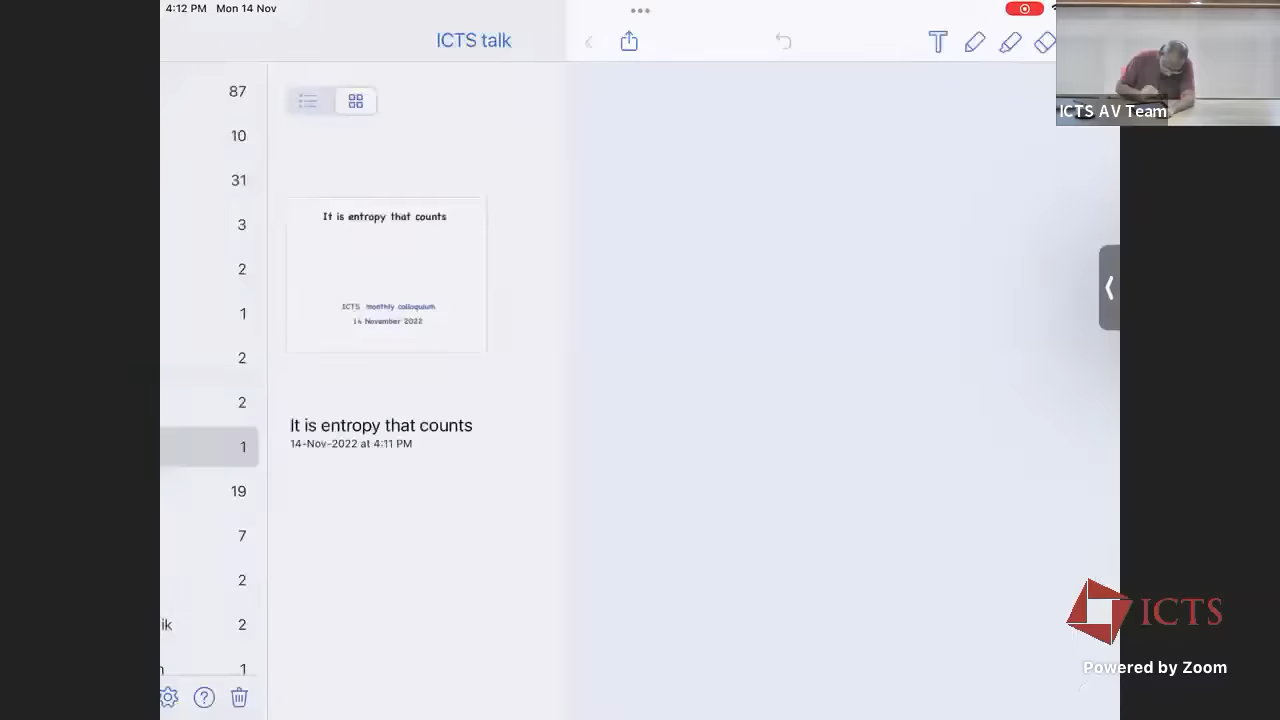 4:12 PM Mon 14 Nov
ICTS talk
T
ICTS AV Team
87
10
31
3
2
1
2
2
1
19
7
2
ik 2
1
It is entropy that counts
ICTS monthly colloquium
14 November 2022
It is entropy that counts
14-Nov-2022 at 4:11 PM
ICTS
Powered by Zoom